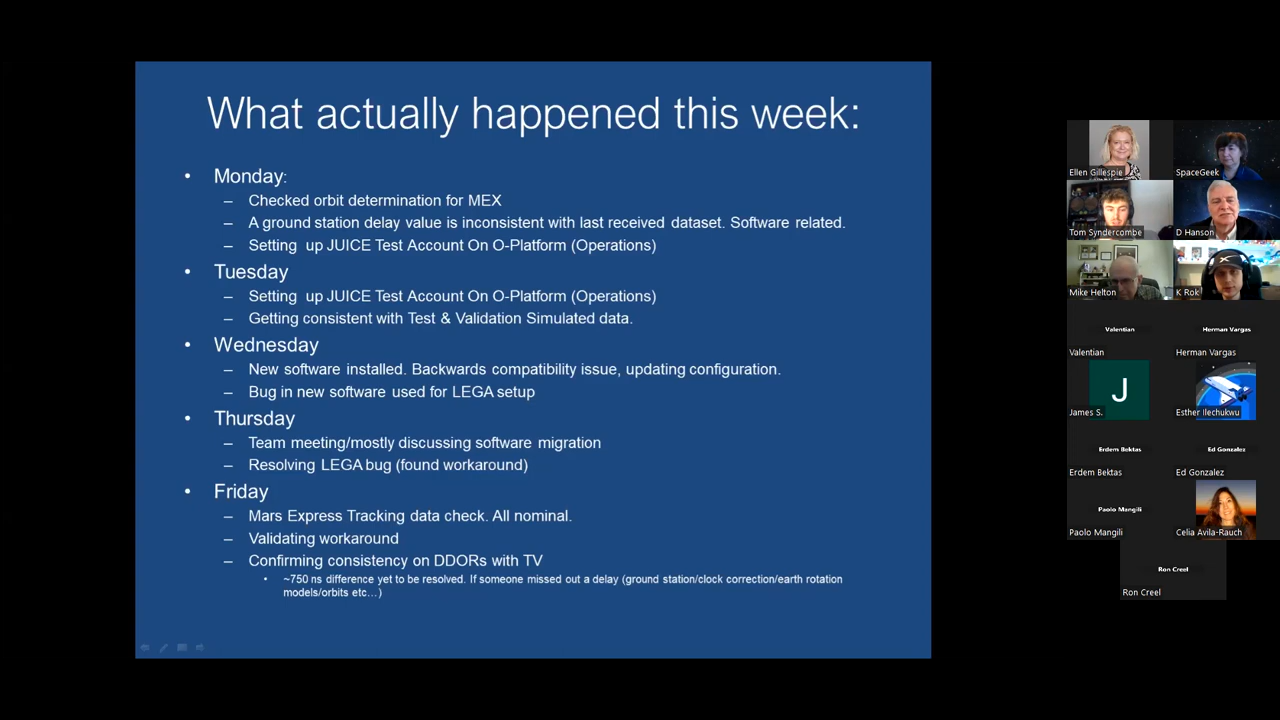 What actually happened this week:
• Monday:
– Checked orbit determination for MEX
– A ground station delay value is inconsistent with last received dataset. Software related.
– Setting up JUICE Test Account On O-Platform (Operations)
• Tuesday
– Setting up JUICE Test Account On O-Platform (Operations)
– Getting consistent with Test & Validation Simulated data.
• Wednesday
– New software installed. Backwards compatibility issue, updating configuration.
– Bug in new software used for LEGA setup
• Thursday
– Team meeting/mostly discussing software migration
– Resolving LEGA bug (found workaround)
• Friday
– Mars Express Tracking data check. All nominal.
– Validating workaround
– Confirming consistency on DDORs with TV
• ~750 ns difference yet to be resolved. If someone missed out a delay (ground station/clock correction/earth rotation
models/orbits etc…)
Ellen Gillespie
SpaceGeek
Tom Syndercombe
D Hanson
Mike Helton
K Rok
Valentian
Herman Vargas
Valentian
Herman Vargas
J
James S.
Esther Ilechukwu
Erdem Bektas
Ed Gonzalez
Erdem Bektas
Ed Gonzalez
Paolo Mangili
Paolo Mangili
Celia Avila-Rauch
Ron Creel
Ron Creel